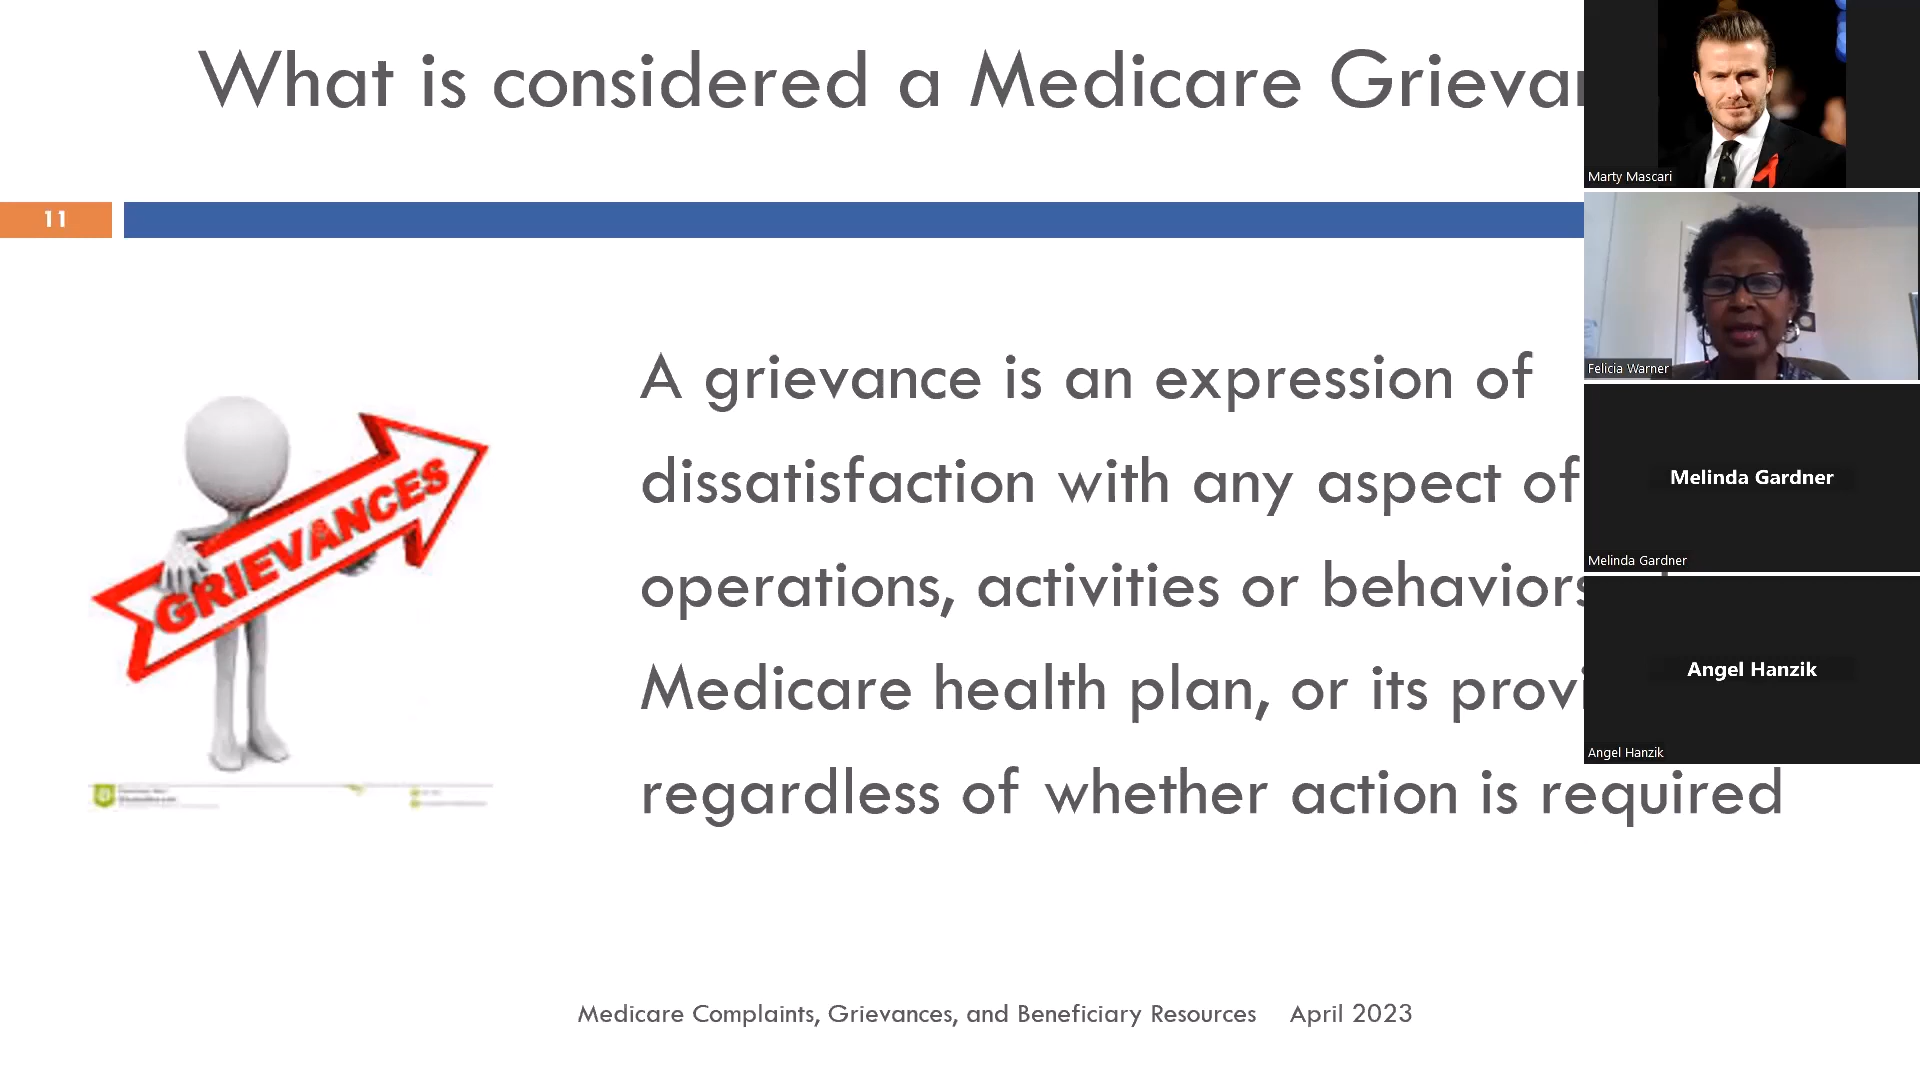 What is considered a Medicare Grieva
11
GRIEVANCES
A grievance is an expression of
dissatisfaction with any aspect of
operations, activities or behaviors
Medicare health plan, or its provi
regardless of whether action is required
Medicare Complaints, Grievances, and Beneficiary Resources April 2023
Marty Mascari
Felicia Warner
Melinda Gardner
Melinda Gardner
Angel Hanzik
Angel Hanzik